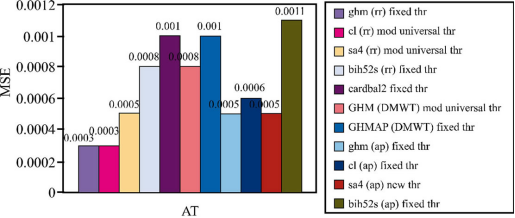 0.0012
0.001
0.0008
0.0006
0.0004
0.0002
0
MSE
0.0003
0.0003
0.0005
0.0008
0.001
0.0008
0.001
0.0005
0.0006
0.0005
0.0011
AT
ghm (rr) fixed thr
cl (rr) mod universal thr
sa4 (rr) mod universal thr
bih52s (rr) fixed thr
cardbal2 fixed thr
GHM (DMWT) mod universal thr
GHMAP (DMWT) fixed thr
ghm (ap) fixed thr
cl (ap) fixed thr
sa4 (ap) new thr
bih52s (ap) fixed thr